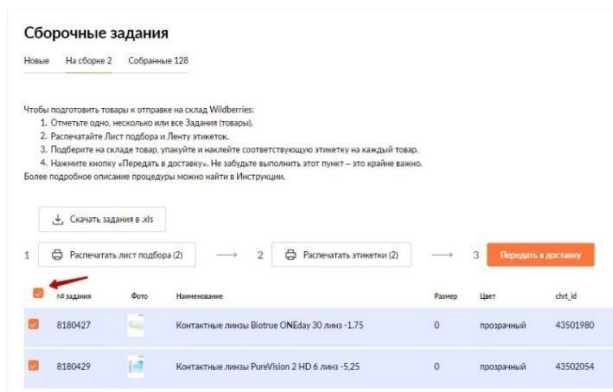 Сборочные задания
Новые На сборке 2 Собранные 128
Чтобы подготовить товары к отправке на склад Wildberries:
1. Отметьте одно, несколько или все Задания (товары).
2. Распечатайте Лист подбора и Ленту этикеток.
3. Подберите на складе товар, упакуйте и наклейте соответствующую этикетку на каждый товар.
4. Нажмите кнопку «Передать в доставку». Не забудьте выполнить этот пункт – это крайне важно.
Более подробное описание процедуры можно найти в Инструкции.
Скачать задания в .xls
1 Распечатать лист подбора (2) 2 Распечатать этикетки (2) 3 Передать в доставку
№ задания Фото Наименование Размер Цвет chrt_id
8180427 Контактные линзы Biotrue ONEday 30 линз -1.75 0 прозрачный 43501980
8180429 Контактные линзы PureVision 2 HD 6 линз -5,25 0 прозрачный 43502054